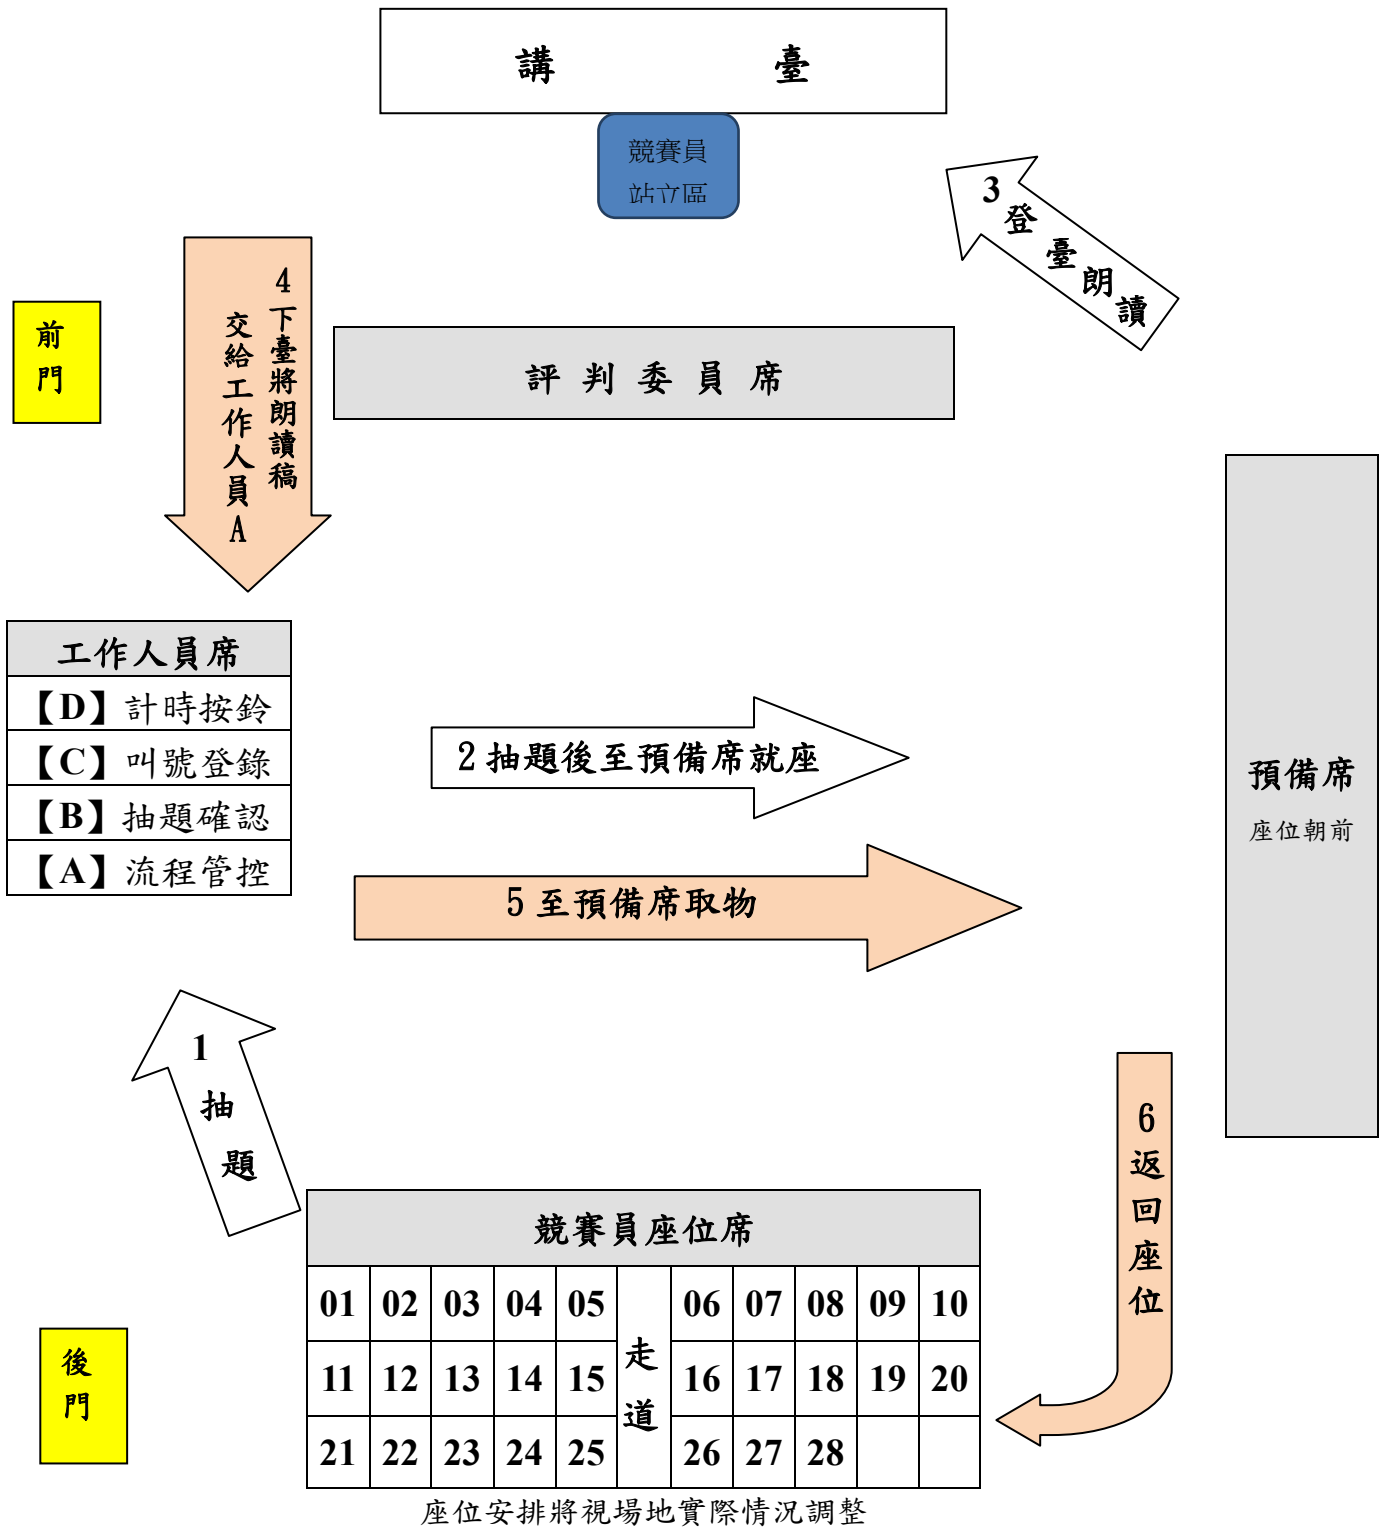 講 臺
競賽員
站立區
3 登臺朗讀
4 下臺將朗讀稿
交給工作人員 A
前門
評判委員席
工作人員席
【D】計時按鈴
【C】叫號登錄
【B】抽題確認
【A】流程管控
2 抽題後至預備席就座
預備席
座位朝前
5 至預備席取物
1 抽題
6 返回座位
競賽員座位席
01 02 03 04 05 走道 06 07 08 09 10
11 12 13 14 15 16 17 18 19 20
21 22 23 24 25 26 27 28
後門
座位安排將視場地實際情況調整